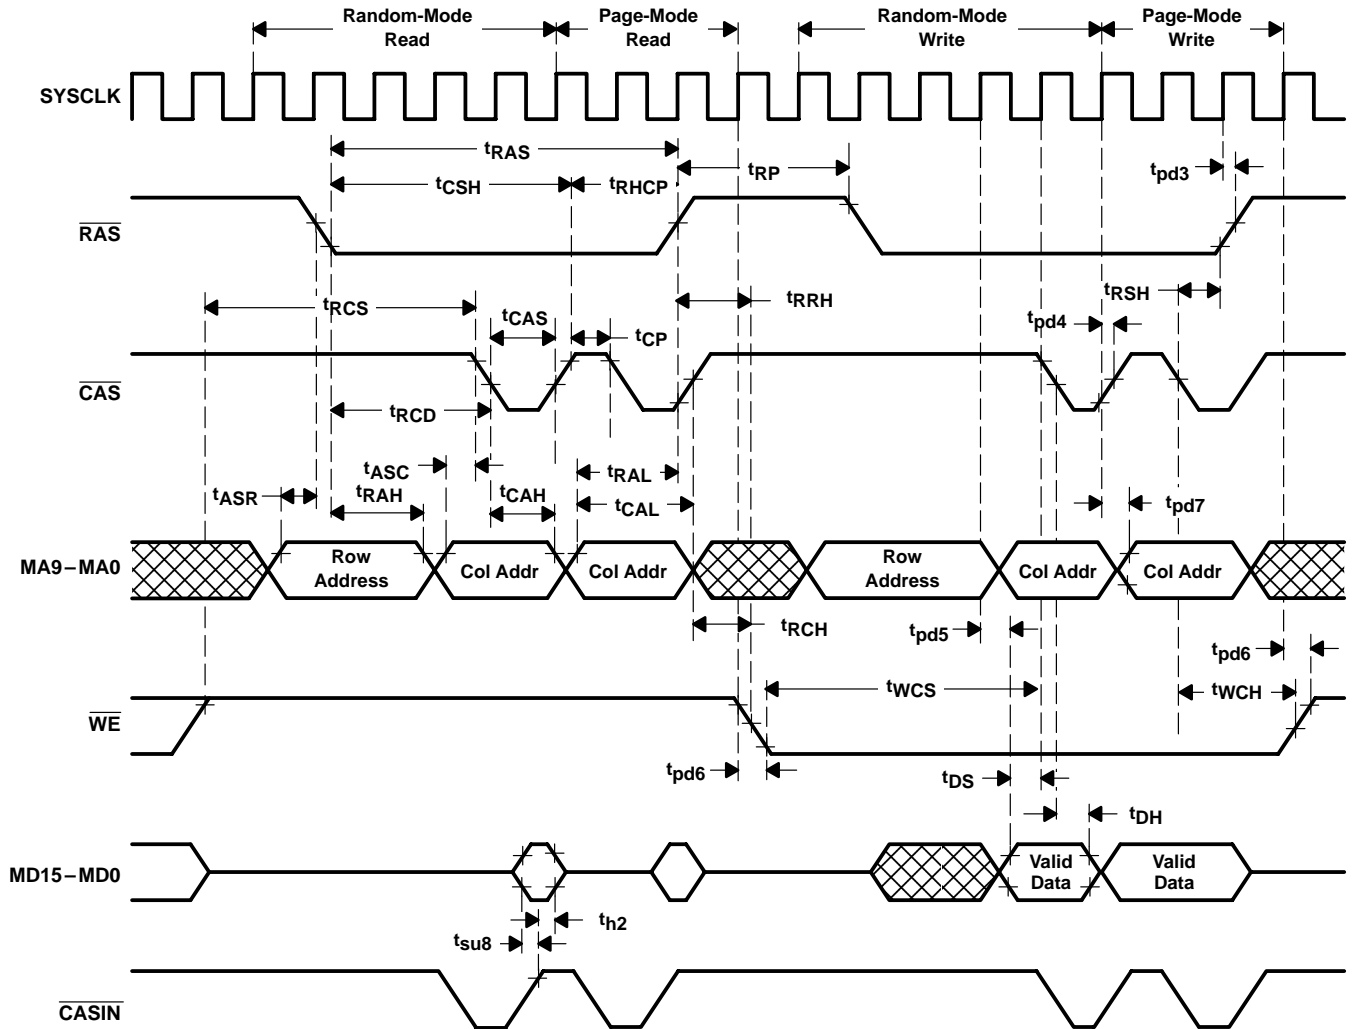 Random-Mode
Read
Page-Mode
Read
Random-Mode
Write
Page-Mode
Write
SYSCLK
tRAS
tCSH
tRHCP
tRP
tpd3
RAS
tRCS
tCAS
tCP
tRRH
tRSH
tpd4
CAS
tRCD
tASC
tRAL
tASR
tRAH
tCAH
tCAL
tpd7
MA9–MA0
Row
Address
Col Addr
Col Addr
Row
Address
Col Addr
Col Addr
tRCH
tpd5
tpd6
tWCS
tWCH
WE
tpd6
tDS
tDH
MD15–MD0
Valid
Data
Valid
Data
th2
tsu8
CASIN